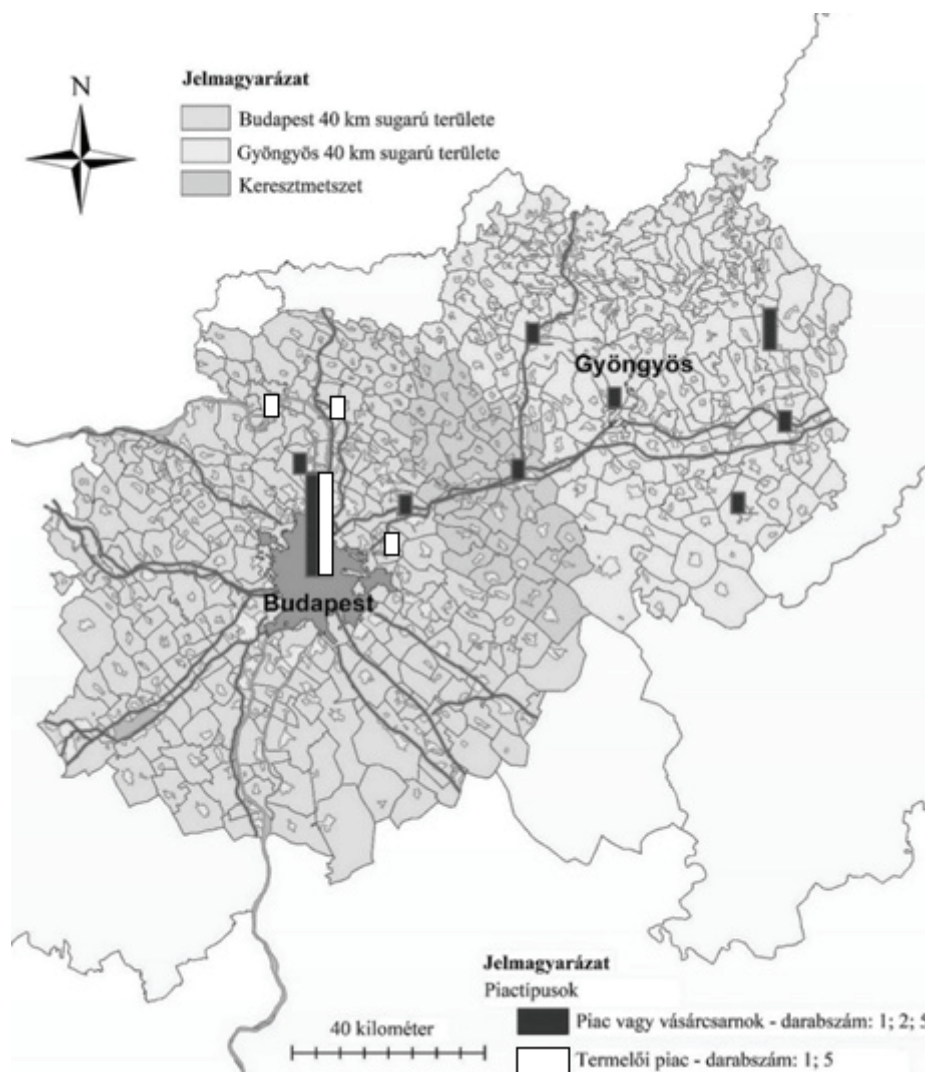 Jelmagyarázat
N
Budapest 40 km sugarú területe
Gyöngyös 40 km sugarú területe
Keresztmetszet
Gyöngyös
Budapest
Jelmagyarázat
Piactípusok
40 kilométer
Piac vagy vásárcsarnok - darabszám: 1; 2; 5
Termelői piac - darabszám: 1; 5